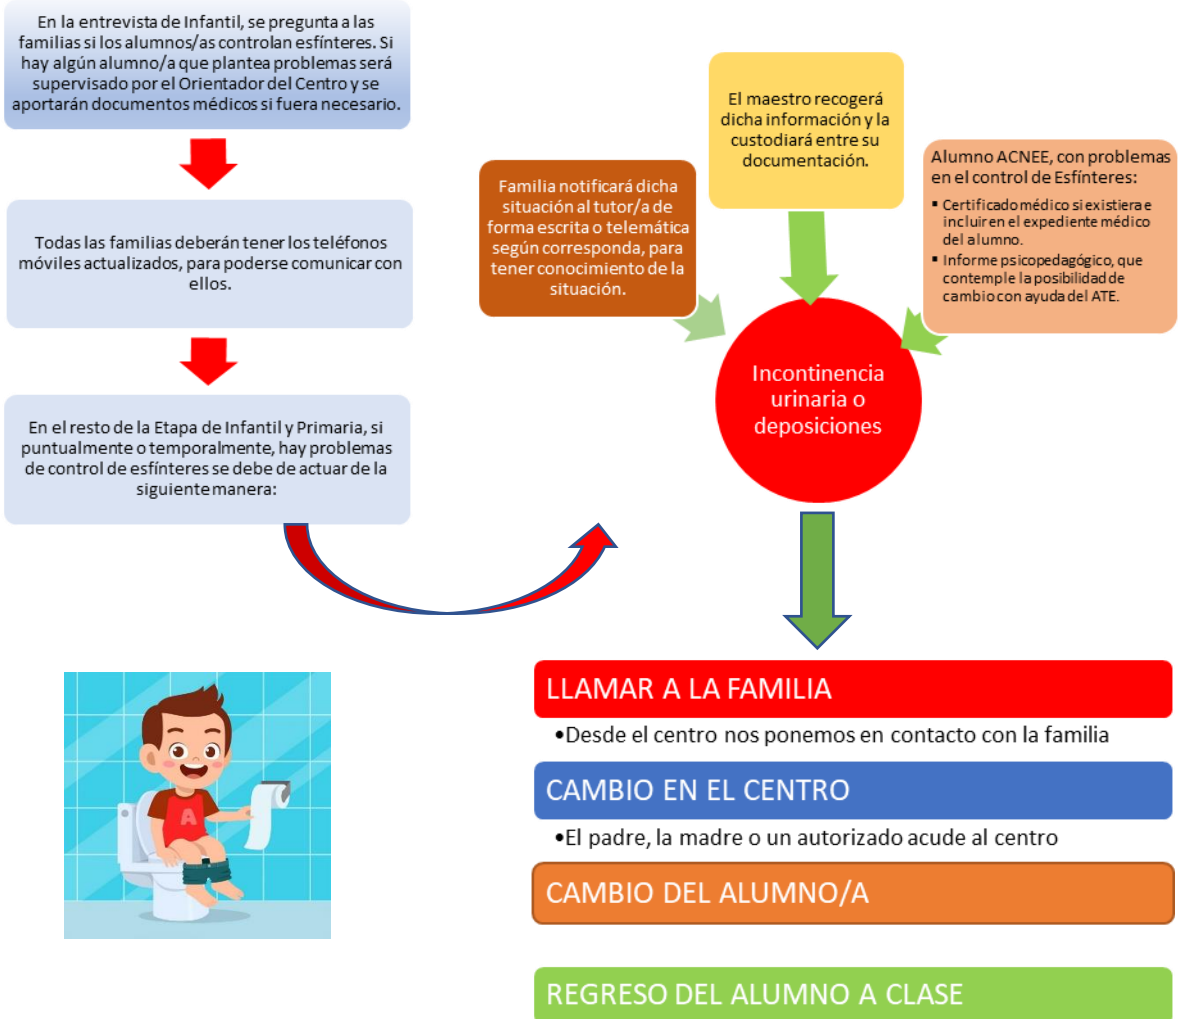 En la entrevista de Infantil, se pregunta a las
familias si los alumnos/as controlan esfínteres. Si
hay algún alumno/a que plantea problemas será
supervisado por el Orientador del Centro y se
aportarán documentos médicos si fuera necesario.
Todas las familias deberán tener los teléfonos
móviles actualizados, para poderse comunicar con
ellos.
En el resto de la Etapa de Infantil y Primaria, si
puntualmente o temporalmente, hay problemas
de control de esfínteres se debe de actuar de la
siguiente manera:
Familia notificará dicha
situación al tutor/a de
forma escrita o telemática
según corresponda, para
tener conocimiento de la
situación.
El maestro recogerá
dicha información y la
custodiará entre su
documentación.
Alumno ACNEE, con problemas
en el control de Esfínteres:
▪ Certificado médico si existiera e
incluir en el expediente médico
del alumno.
▪ Informe psicopedagógico, que
contemple la posibilidad de
cambio con ayuda del ATE.
Incontinencia
urinaria o
deposiciones
LLAMAR A LA FAMILIA
•Desde el centro nos ponemos en contacto con la familia
CAMBIO EN EL CENTRO
•El padre, la madre o un autorizado acude al centro
CAMBIO DEL ALUMNO/A
REGRESO DEL ALUMNO A CLASE
A